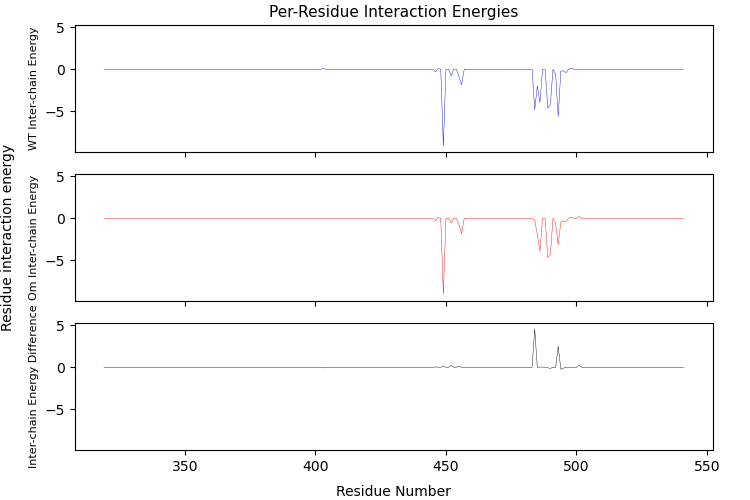 Per-Residue Interaction Energies
Residue interaction energy
WT Inter-chain Energy
5
0
−5
Om Inter-chain Energy
5
0
−5
Inter-chain Energy Difference
5
0
−5
350
400
450
500
550
Residue Number